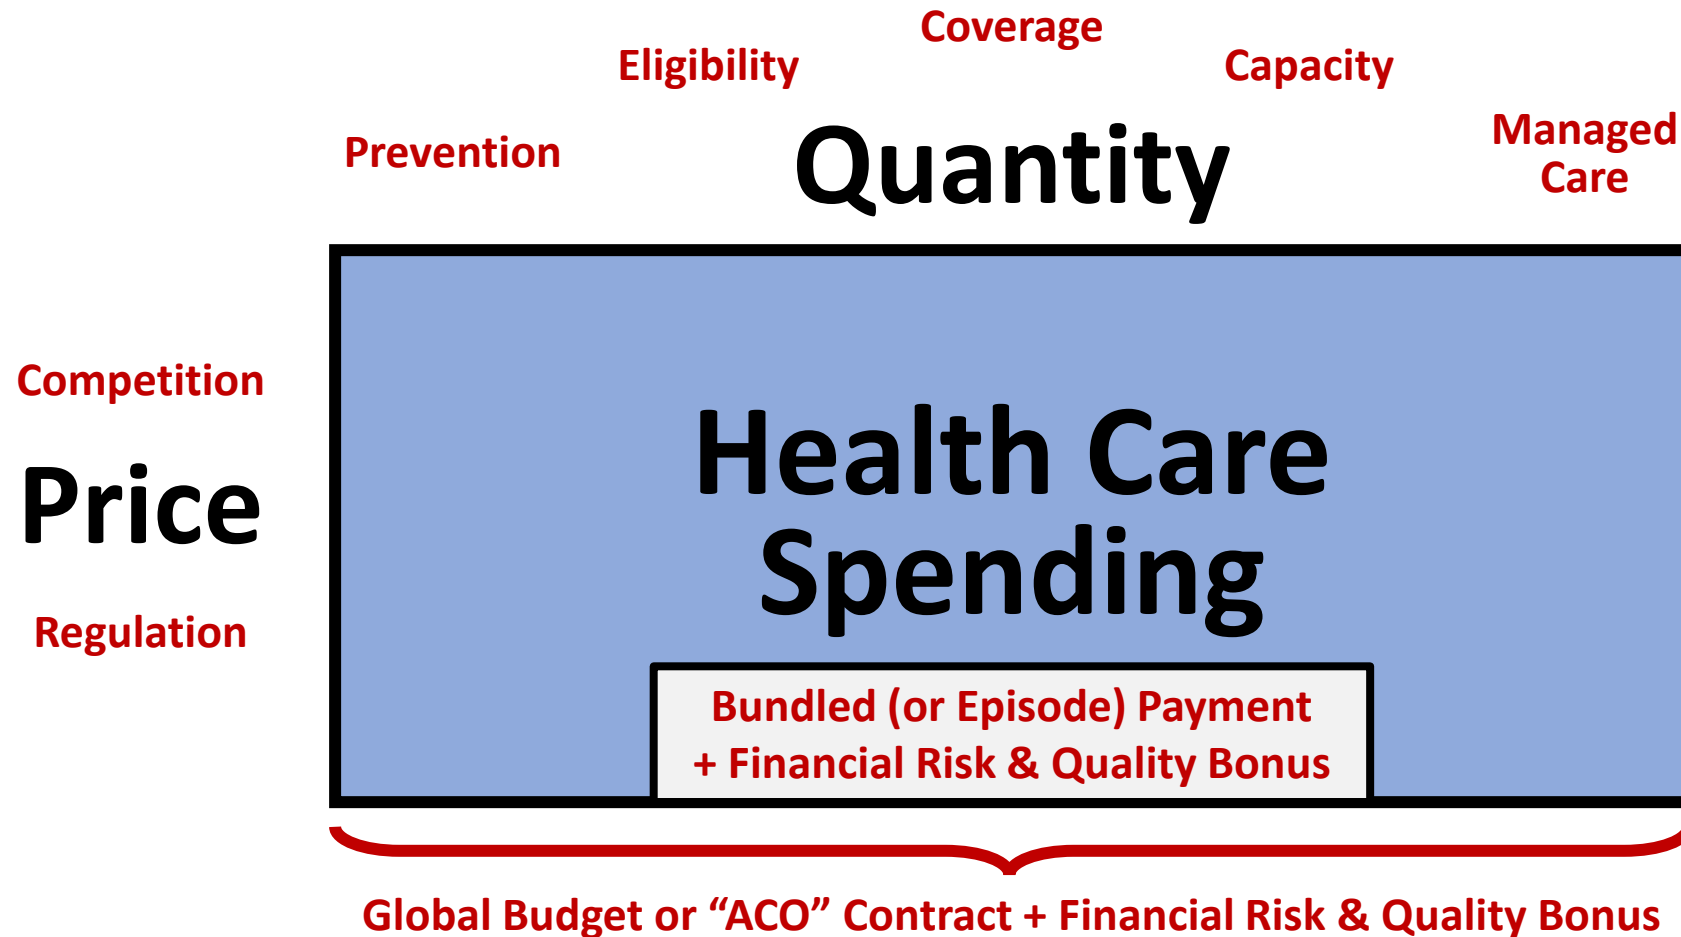 Coverage
Eligibility
Capacity
Prevention
Quantity
Managed
Care
Competition
Price
Regulation
Health Care
Spending
Bundled (or Episode) Payment
+ Financial Risk & Quality Bonus
Global Budget or “ACO” Contract + Financial Risk & Quality Bonus